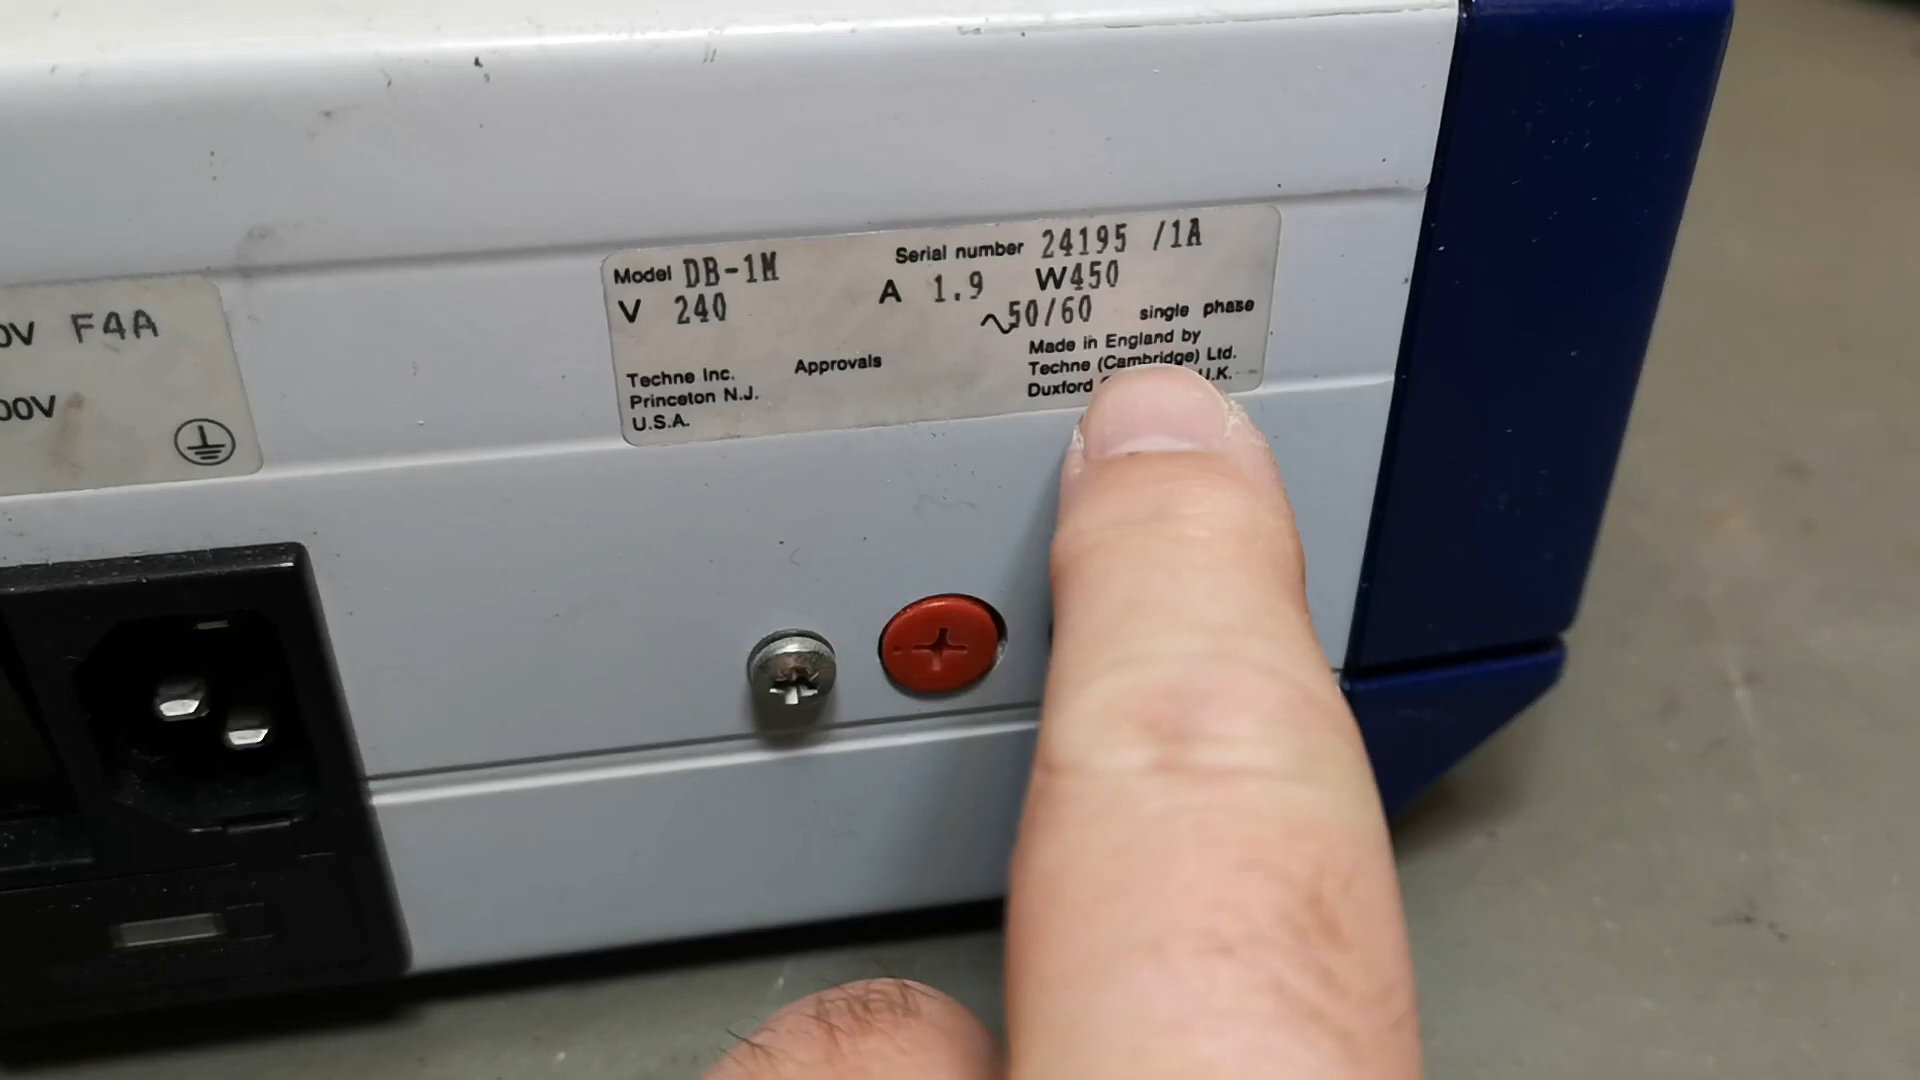 Model DB-1M Serial number 24195 /1A
V 240 A 1.9 W450
~50/60 single phase
Made in England by
Techne (Cambridge) Ltd.
Duxford U.K.
Approvals
Techne Inc.
Princeton N.J.
U.S.A.
0V F4A
00V